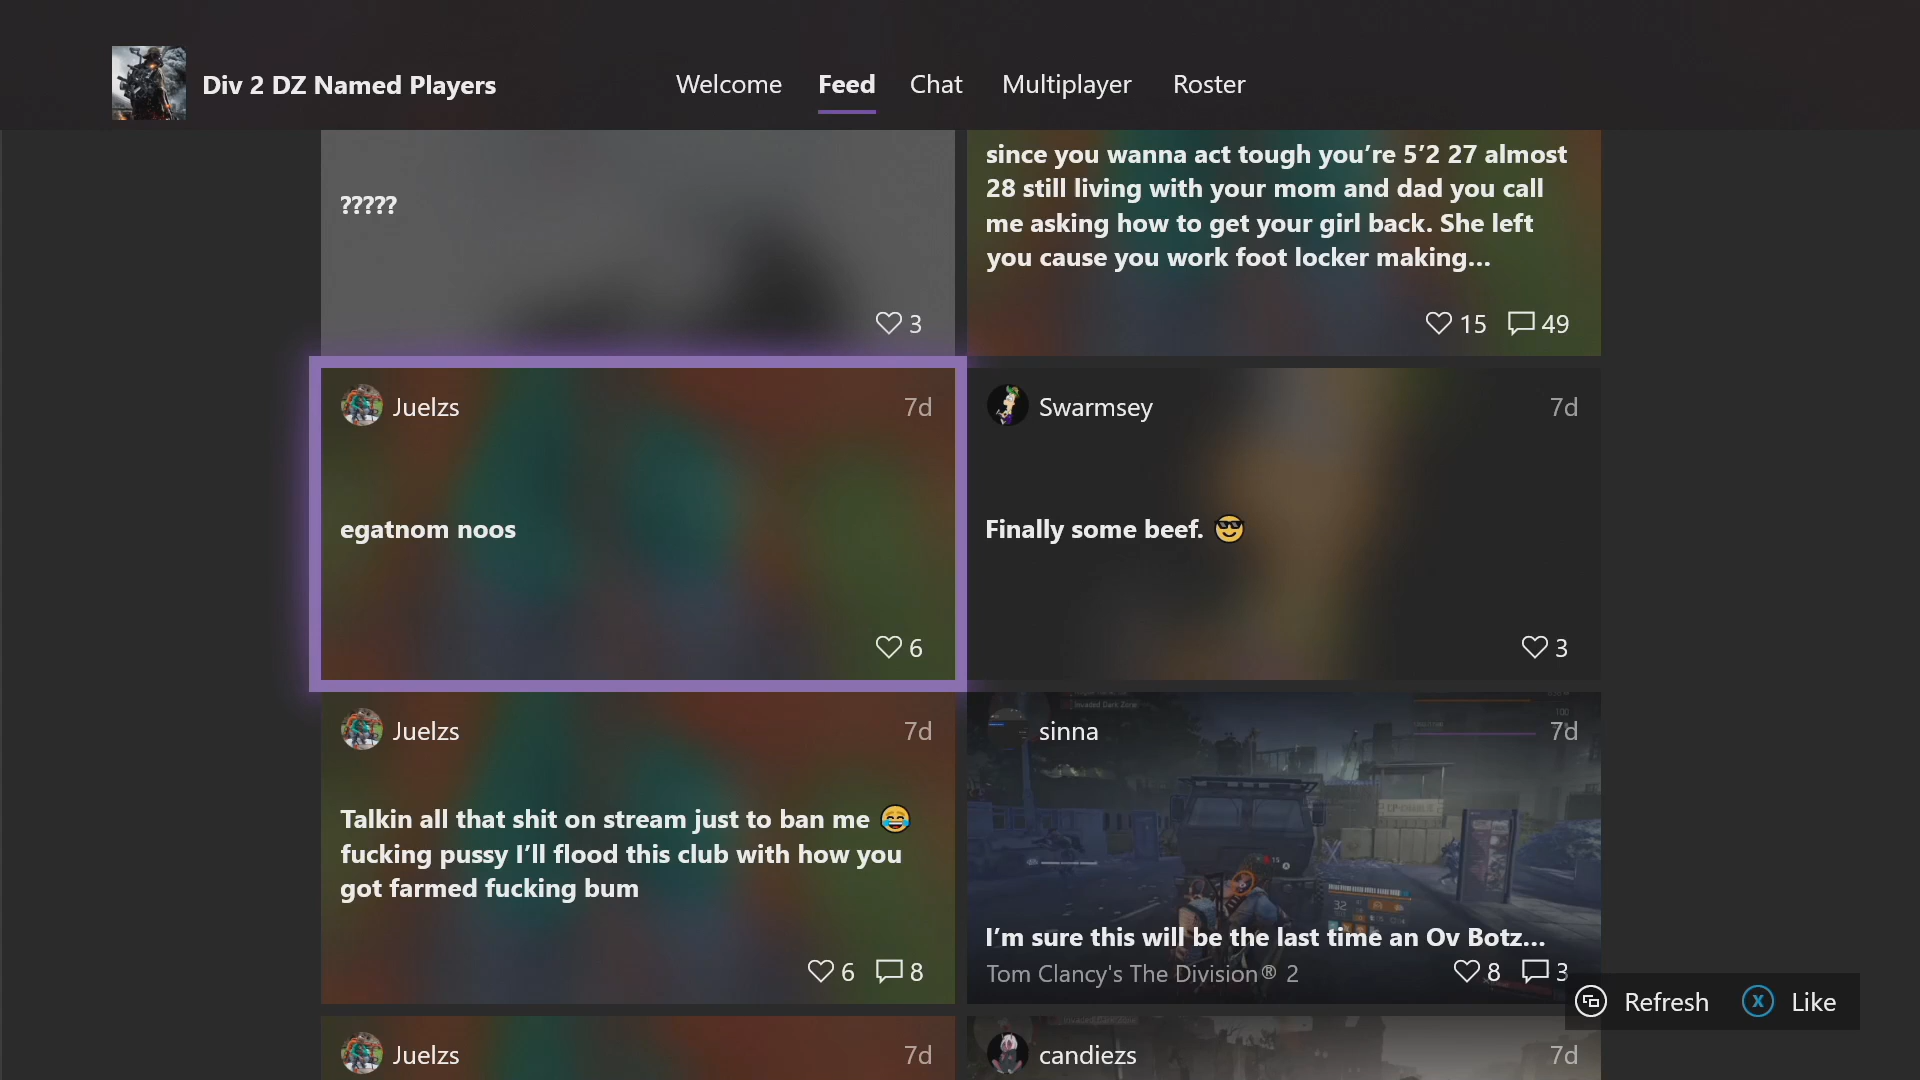 Div 2 DZ Named Players
Welcome
Feed
Chat
Multiplayer
Roster
?????
3
since you wanna act tough you’re 5’2 27 almost
28 still living with your mom and dad you call
me asking how to get your girl back. She left
you cause you work foot locker making...
15 49
Juelzs 7d
egatnom noos
6
Swarmsey 7d
Finally some beef. 😎
3
Juelzs 7d
Talkin all that shit on stream just to ban me 😂
fucking pussy I’ll flood this club with how you
got farmed fucking bum
6 8
sinna 7d
I’m sure this will be the last time an Ov Botz...
Tom Clancy's The Division® 2
8 3
Juelzs 7d
candiezs 7d
Refresh
X Like